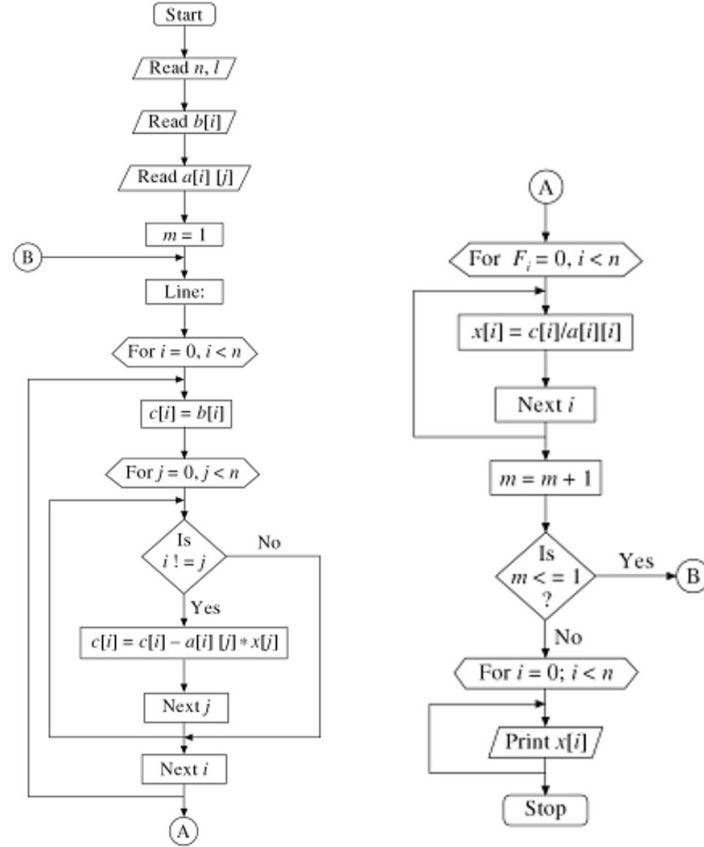 Start
Read n, l
Read b[i]
Read a[i] [j]
m = 1
B
Line:
For i = 0, i < n
c[i] = b[i]
For j = 0, j < n
Is
i ! = j
No
Yes
c[i] = c[i] – a[i] [j] * x[j]
Next j
Next i
A
A
For F_i = 0, i < n
x[i] = c[i]/a[i][i]
Next i
m = m + 1
Is
m < = 1
?
Yes
B
No
For i = 0; i < n
Print x[i]
Stop